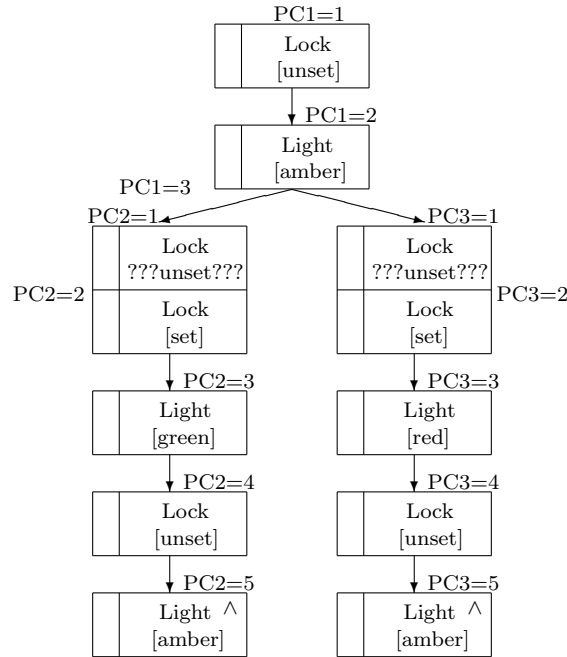 PC1=1
Lock
[unset]
PC1=2
Light
[amber]
PC1=3
PC2=1 PC3=1
Lock Lock
???unset??? ???unset???
PC2=2 PC3=2
Lock Lock
[set] [set]
PC2=3 PC3=3
Light Light
[green] [red]
PC2=4 PC3=4
Lock Lock
[unset] [unset]
PC2=5 PC3=5
Light ^ Light ^
[amber] [amber]